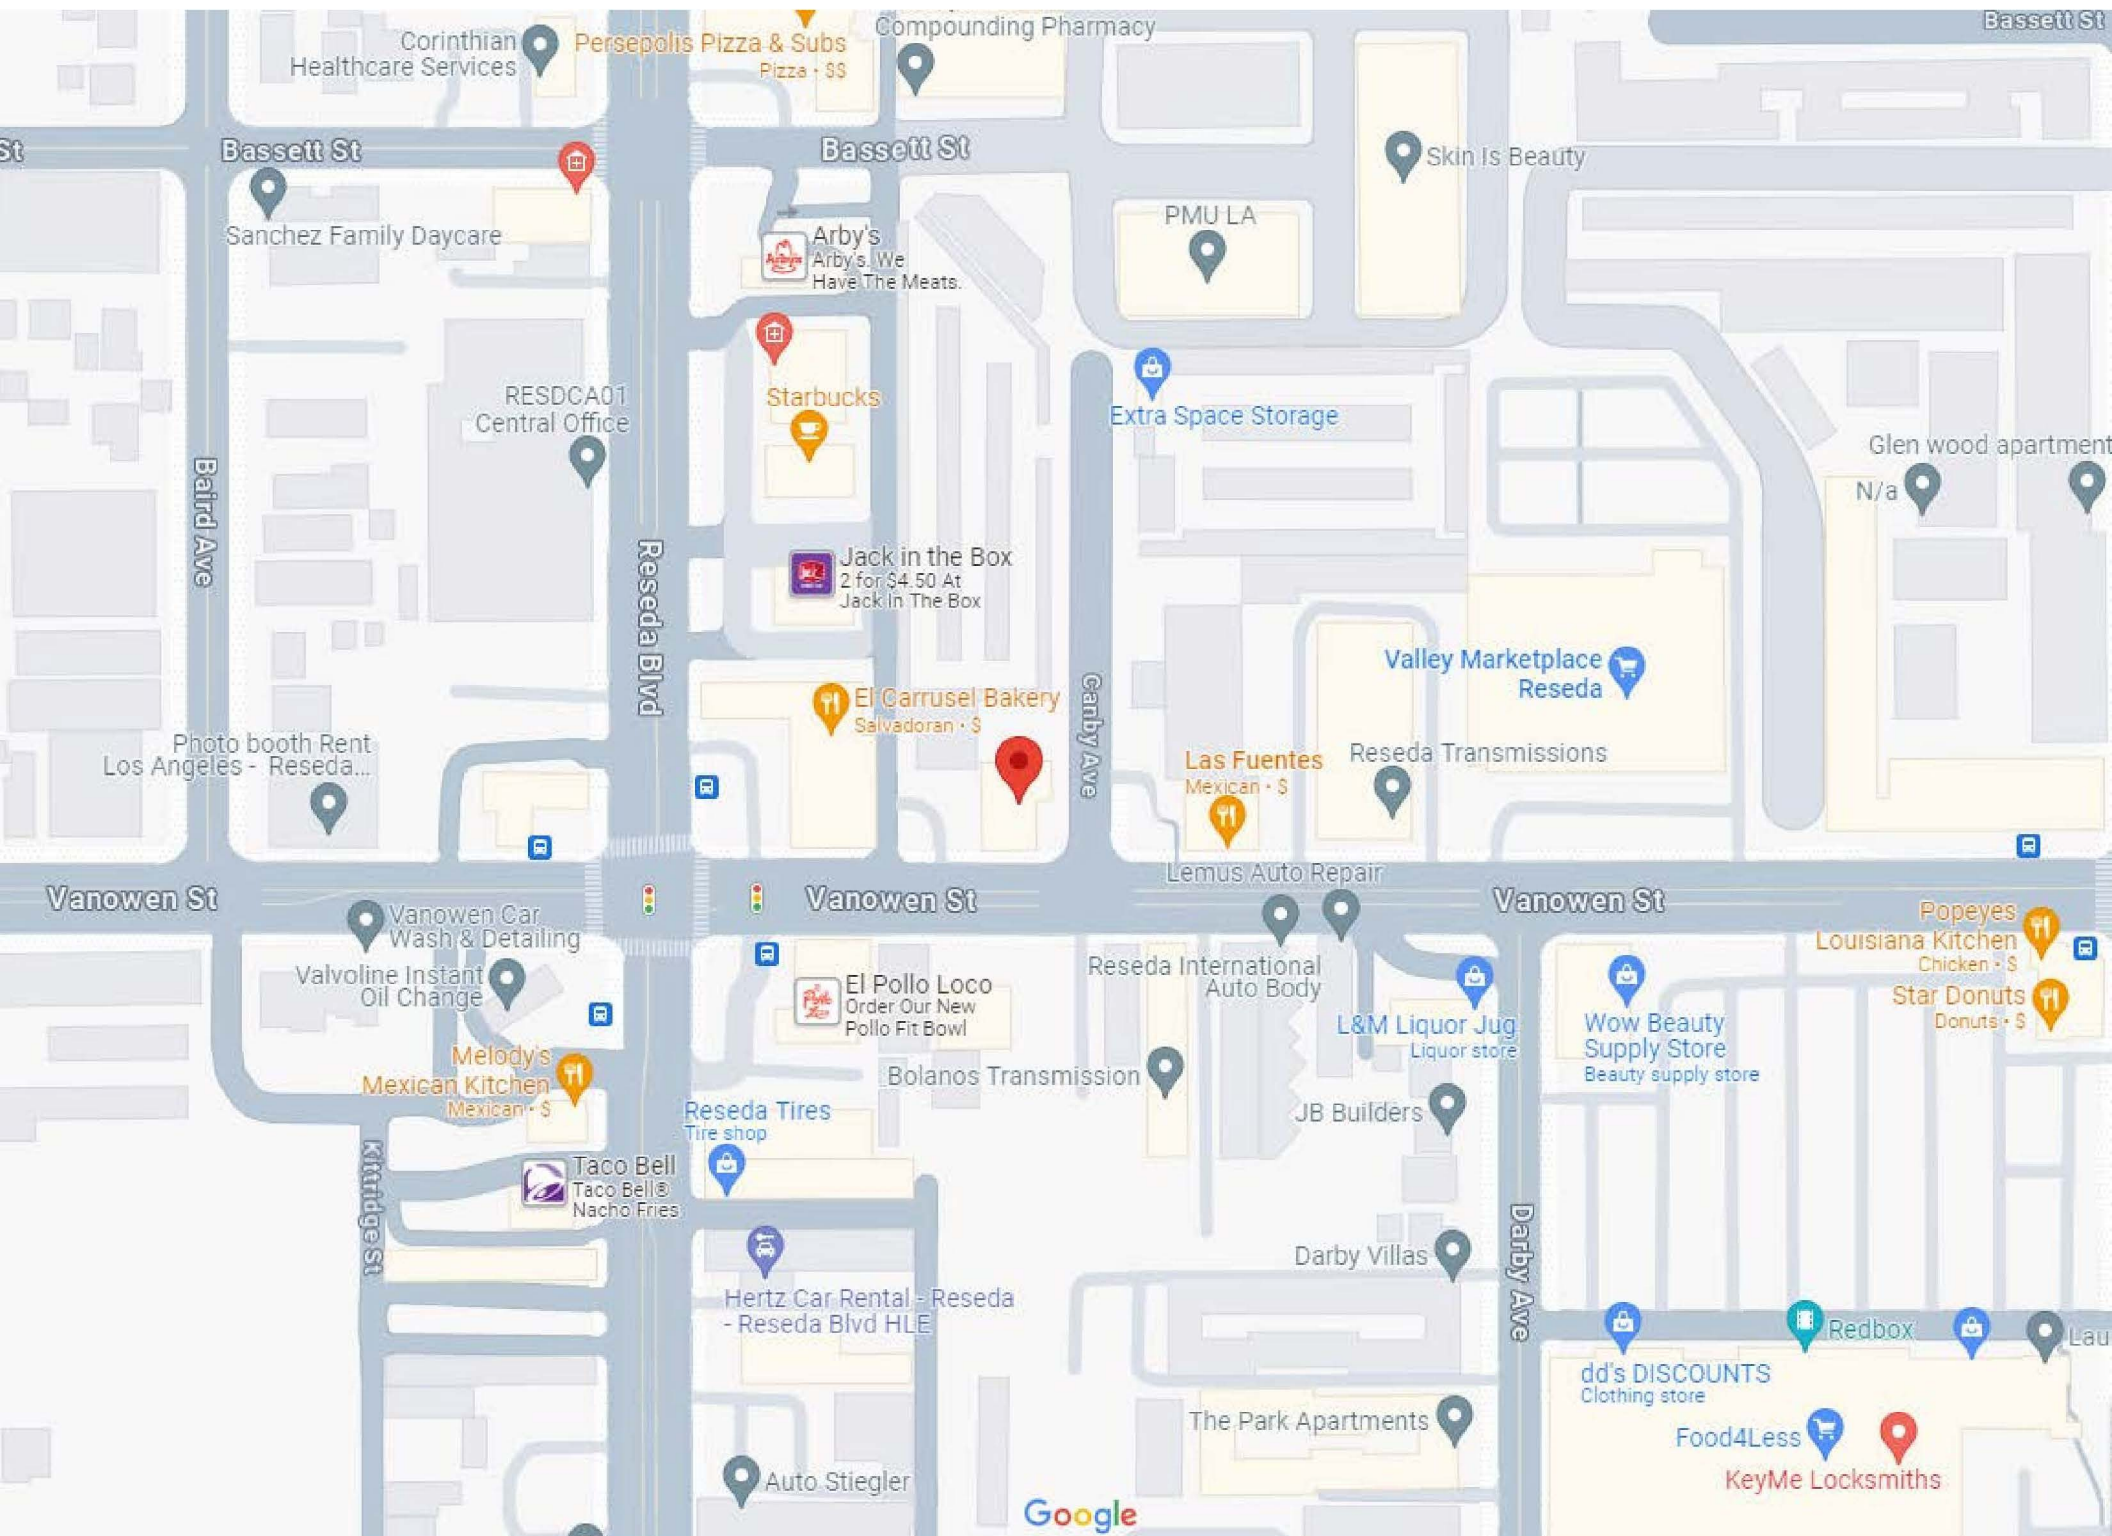 Corinthian
Healthcare Services
Persepolis Pizza & Subs
Pizza · $$
Compounding Pharmacy
Bassett St
St
Bassett St
Bassett St
Skin Is Beauty
Sanchez Family Daycare
PMU LA
Arby's
Arby's. We
Have The Meats.
RESDCA01
Central Office
Starbucks
Extra Space Storage
Glen wood apartment
N/a
Baird Ave
Reseda Blvd
Jack in the Box
2 for $4.50 At
Jack In The Box
Valley Marketplace
Reseda
El Carrusel Bakery
Salvadoran · $
Canby Ave
Photo booth Rent
Los Angeles - Reseda...
Las Fuentes
Mexican · $
Reseda Transmissions
Lemus Auto Repair
Vanowen St
Vanowen St
Vanowen St
Vanowen Car
Wash & Detailing
Popeyes
Louisiana Kitchen
Chicken · $
Valvoline Instant
Oil Change
El Pollo Loco
Order Our New
Pollo Fit Bowl
Reseda International
Auto Body
Star Donuts
Donuts · $
L&M Liquor Jug
Liquor store
Wow Beauty
Supply Store
Beauty supply store
Melody's
Mexican Kitchen
Mexican · $
Bolanos Transmission
JB Builders
Reseda Tires
Tire shop
Kittridge St
Taco Bell
Taco Bell®
Nacho Fries
Darby Ave
Darby Villas
Hertz Car Rental - Reseda
- Reseda Blvd HLE
Redbox
Lau
dd's DISCOUNTS
Clothing store
The Park Apartments
Food4Less
KeyMe Locksmiths
Auto Stiegler
Google